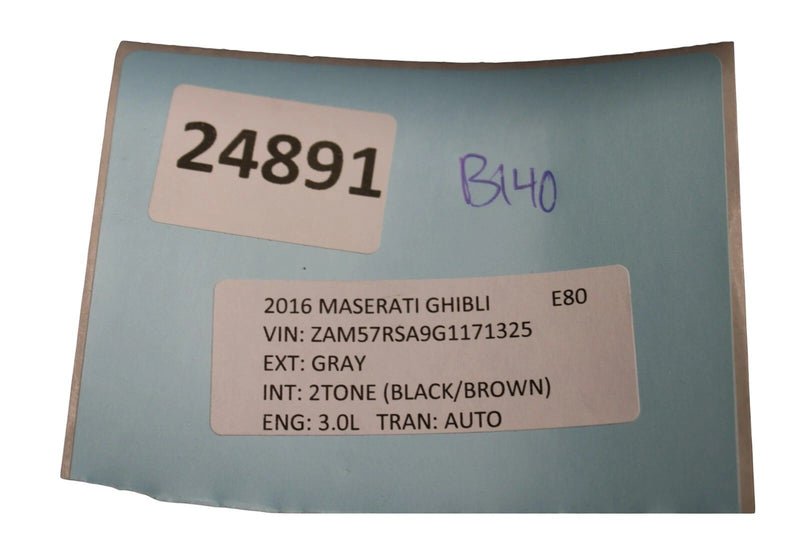 24891
B140
2016 MASERATI GHIBLI E80
VIN: ZAM57RSA9G1171325
EXT: GRAY
INT: 2TONE (BLACK/BROWN)
ENG: 3.0L TRAN: AUTO